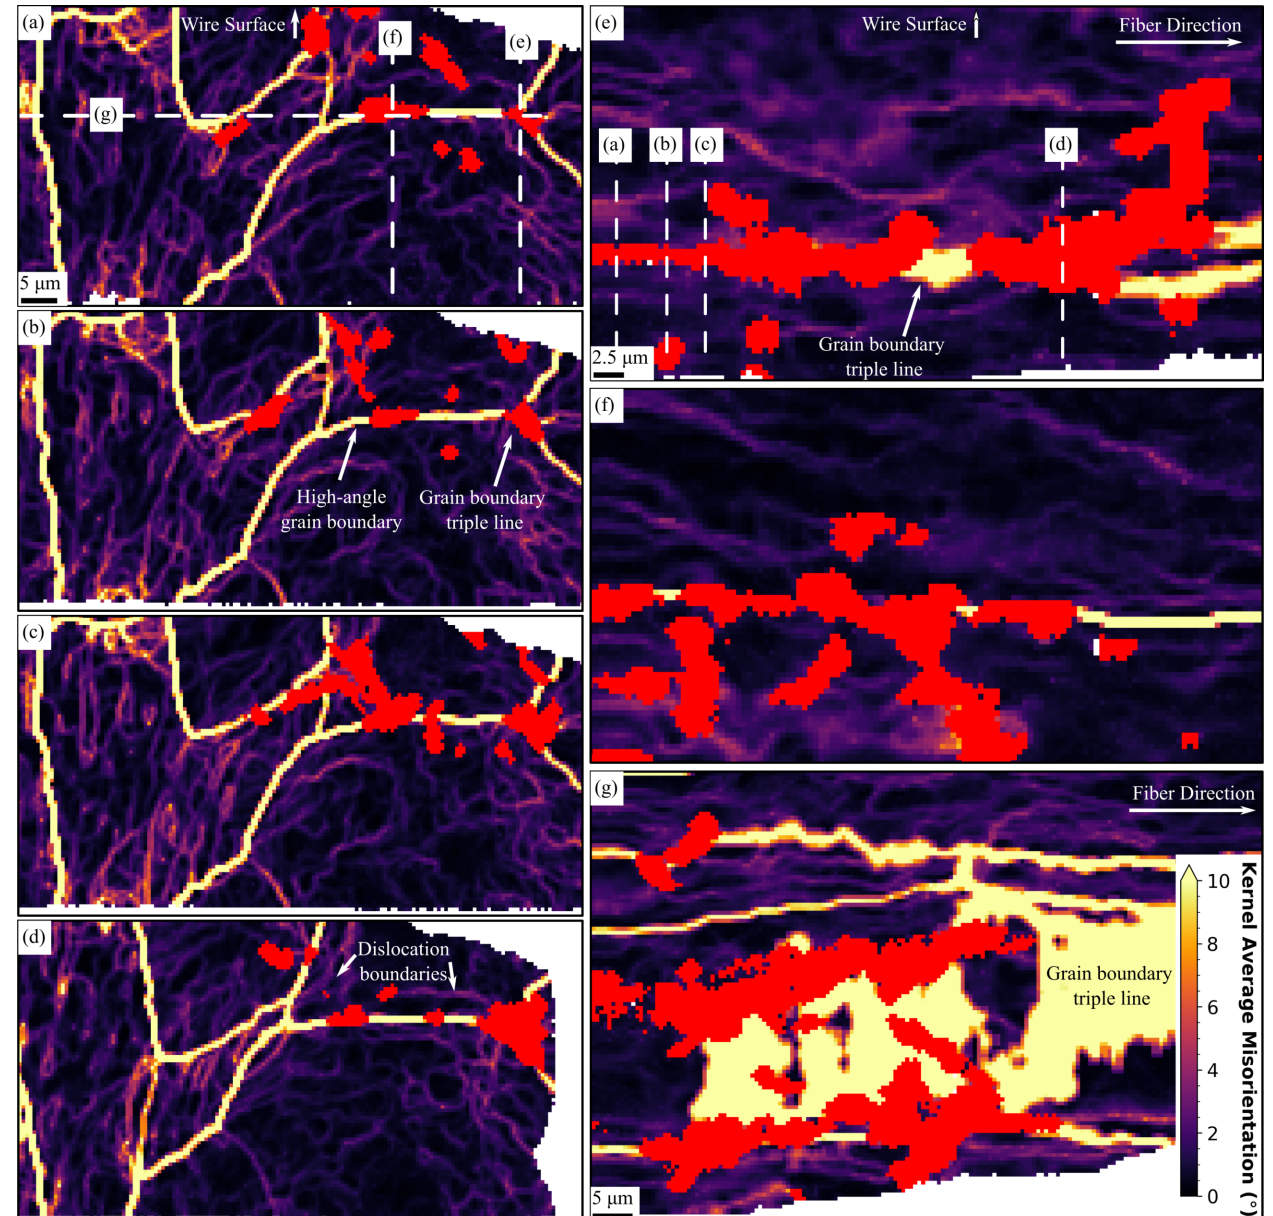 (a)
Wire Surface
(f)
(e)
(g)
5 μm
(b)
High-angle
grain boundary
Grain boundary
triple line
(c)
(d)
Dislocation
boundaries
(e)
Wire Surface
Fiber Direction
(a)
(b)
(c)
(d)
2.5 μm
Grain boundary
triple line
(f)
(g)
Fiber Direction
Grain boundary
triple line
5 μm
10
8
6
4
2
0
Kernel Average Misorientation (°)